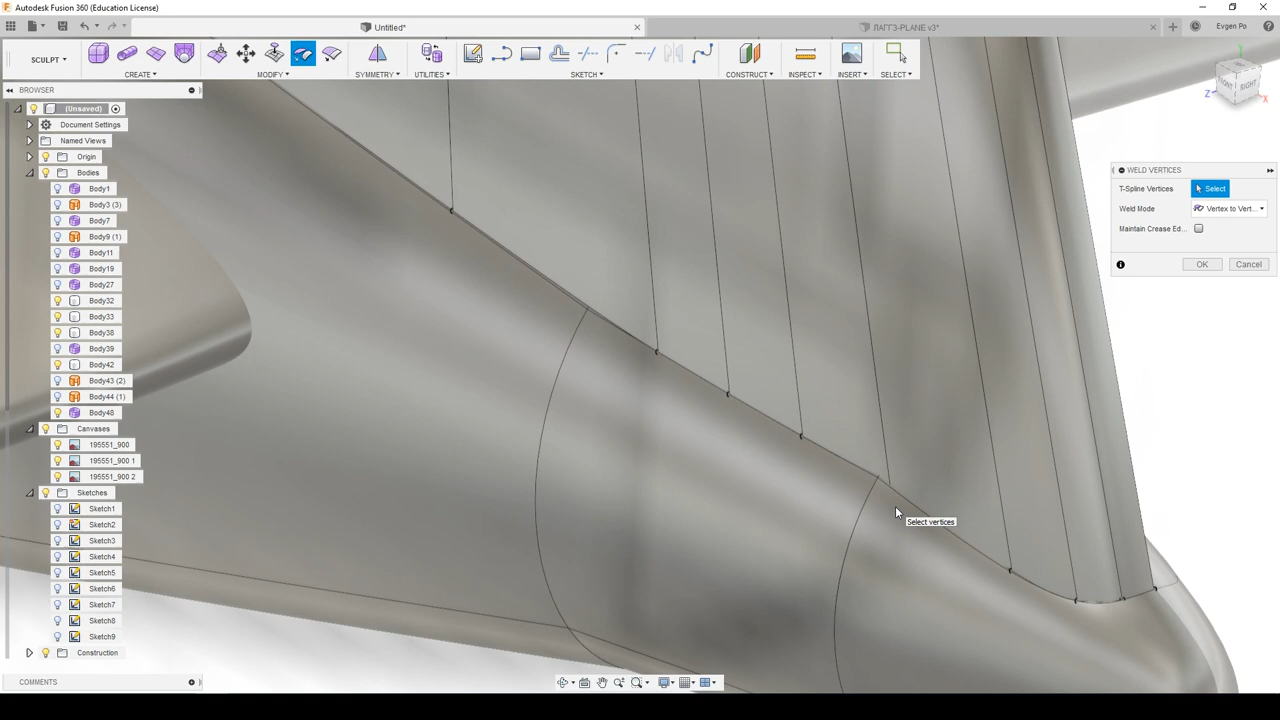 Autodesk Fusion 360 (Education License)
Untitled*
ЛАГГ3-PLANE v3*
Evgen Po
SCULPT
CREATE
MODIFY
SYMMETRY
UTILITIES
SKETCH
CONSTRUCT
INSPECT
INSERT
SELECT
BROWSER
(Unsaved)
Document Settings
Named Views
Origin
Bodies
Body1
Body3 (3)
Body7
Body9 (1)
Body11
Body19
Body27
Body32
Body33
Body38
Body39
Body42
Body43 (2)
Body44 (1)
Body48
Canvases
195551_900
195551_900 1
195551_900 2
Sketches
Sketch1
Sketch2
Sketch3
Sketch4
Sketch5
Sketch6
Sketch7
Sketch8
Sketch9
Construction
COMMENTS
FRONT RIGHT
Z
X
WELD VERTICES
T-Spline Vertices Select
Weld Mode Vertex to Vert...
Maintain Crease Ed...
OK Cancel
Select vertices